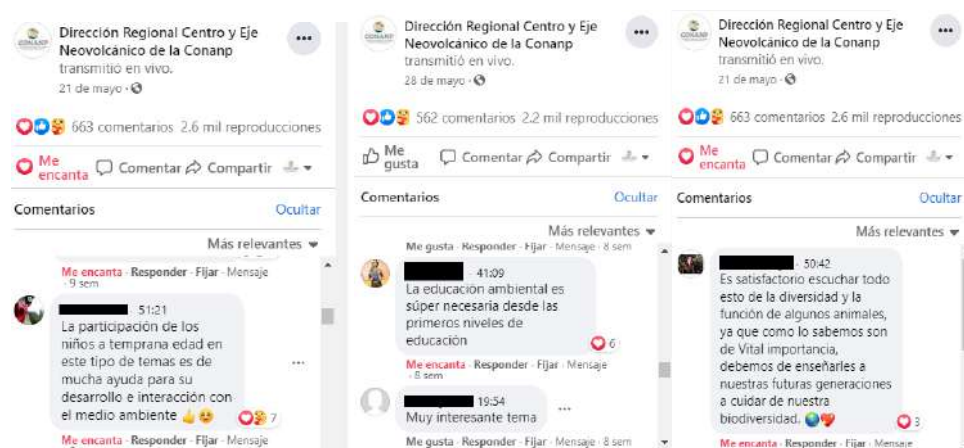 Dirección Regional Centro y Eje
Neovolcánico de la Conanp
transmitió en vivo.
21 de mayo ·
663 comentarios 2.6 mil reproducciones
Me encanta
Comentar
Compartir
Comentarios
Ocultar
Más relevantes
Me encanta · Responder · Fijar · Mensaje
· 9 sem
· 51:21
La participación de los
niños a temprana edad en
este tipo de temas es de
mucha ayuda para su
desarrollo e interacción con
el medio ambiente 👍😊
7
Me encanta · Responder · Fijar · Mensaje
Dirección Regional Centro y Eje
Neovolcánico de la Conanp
transmitió en vivo.
28 de mayo ·
562 comentarios 2.2 mil reproducciones
Me gusta
Comentar
Compartir
Comentarios
Ocultar
Más relevantes
Me gusta · Responder · Fijar · Mensaje · 8 sem
· 41:09
La educación ambiental es
súper necesaria desde las
primeros niveles de
educación
6
Me encanta · Responder · Fijar · Mensaje
· 8 sem
19:54
Muy interesante tema
Me gusta · Responder · Fijar · Mensaje · 8 sem
Dirección Regional Centro y Eje
Neovolcánico de la Conanp
transmitió en vivo.
21 de mayo ·
663 comentarios 2.6 mil reproducciones
Me encanta
Comentar
Compartir
Comentarios
Ocultar
Más relevantes
· 50:42
Es satisfactorio escuchar todo
esto de la diversidad y la
función de algunos animales,
ya que como lo sabemos son
de Vital importancia,
debemos de enseñarles a
nuestras futuras generaciones
a cuidar de nuestra
biodiversidad. 🌎❤️
3
Me encanta · Responder · Fijar · Mensaje